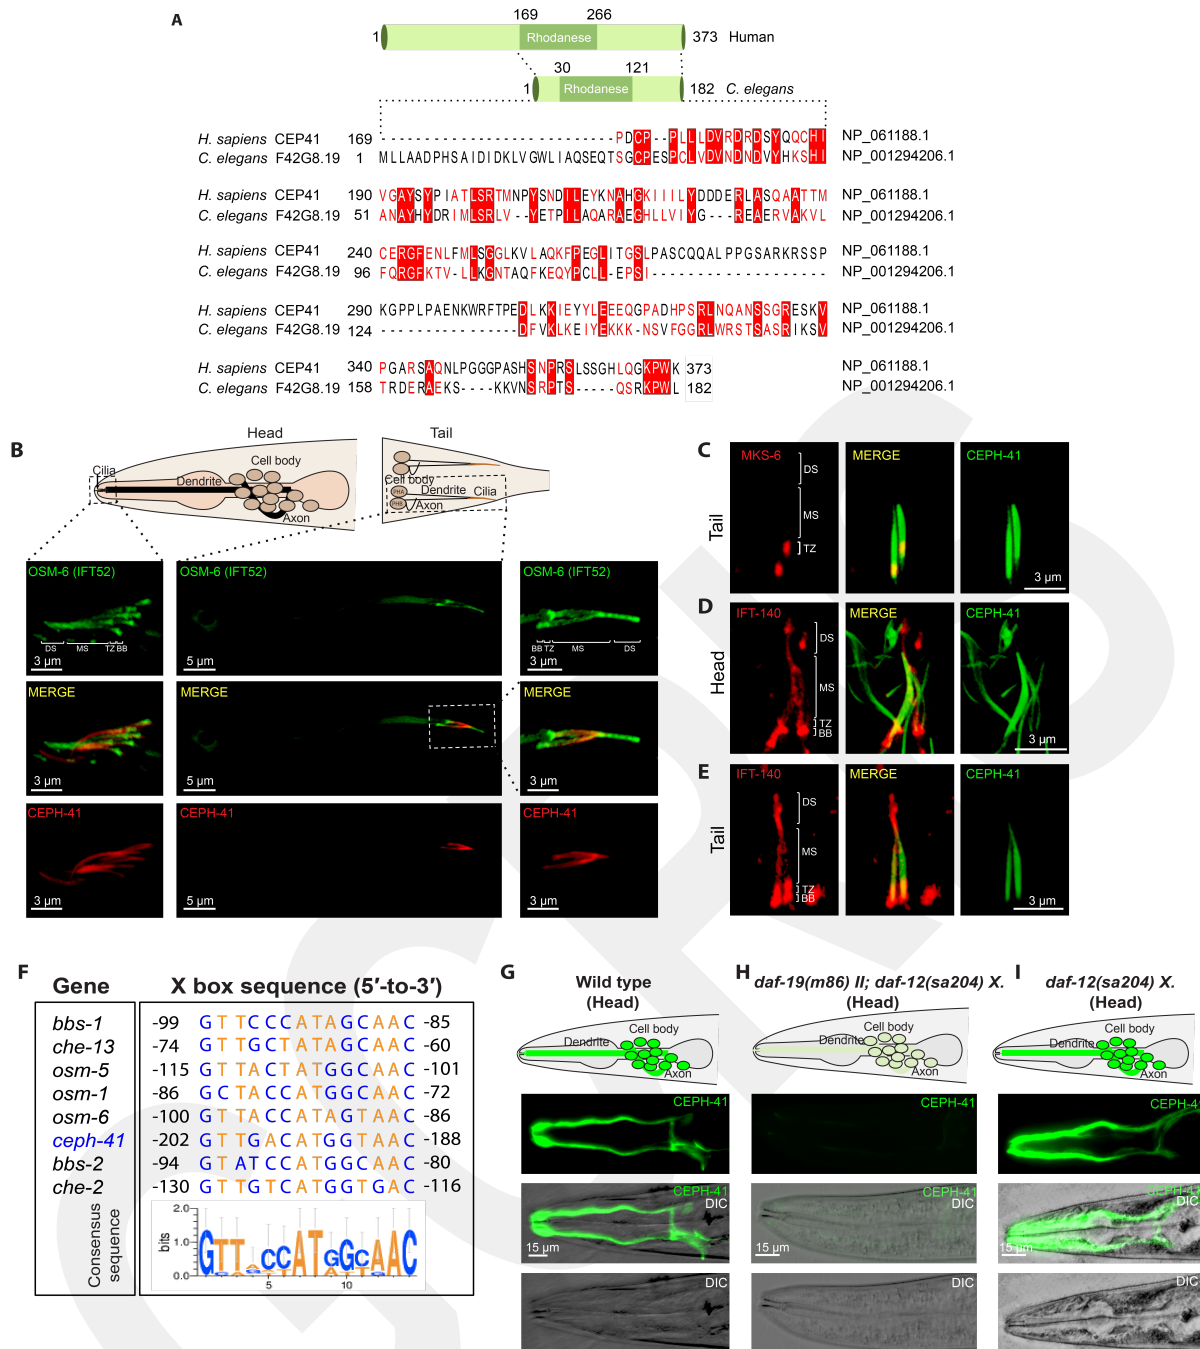 A
169 266
1 Rhodanese 373 Human
30 121
1 Rhodanese 182 C. elegans
H. sapiens CEP41 169 - - - - - - - - - - - - - - - - - - - - - - - - - - PDCP - - PLLLDVRDRDSYQQCHI NP_061188.1
C. elegans F42G8.19 1 MLLAADPHSAIDIDKLVGWLIAQSEQTSGCPESPCLVDVNDNDVYHKSHI NP_001294206.1
H. sapiens CEP41 190 VGAYSYPIATLSRTMNPYSNDILEYKNAHGKIIILYDDDERLASQAATTM NP_061188.1
C. elegans F42G8.19 51 ANAYHYDRIMLSRLV - - YETPILAQARAEGHLLVIYG - - - REAERVAKVL NP_001294206.1
H. sapiens CEP41 240 CERGFENLFMLSGGLKVLAQKFPEGLITGSLPASCQQALPPGSARKRSSP NP_061188.1
C. elegans F42G8.19 96 FQRGFKTV - LLKGNTAQFKEQYPCLL - EPSI - - - - - - - - - - - - - - - - - - - NP_001294206.1
H. sapiens CEP41 290 KGPPLPAENKWRFTPEDLKKIEYYLEEEQGPADHPSRLNQANSSGRESKV NP_061188.1
C. elegans F42G8.19 124 - - - - - - - - - - - - - - - - DFVKLKEIYEKKK - NSVFGGRLWRSTSASRIKSV NP_001294206.1
H. sapiens CEP41 340 PGARSAQNLPGGGPASHSNPRSLSSGHLQGKPWK 373 NP_061188.1
C. elegans F42G8.19 158 TRDERAEKS - - - - KKVNSRPTS - - - - - QSRKPWL 182 NP_001294206.1
B
Head
Tail
Cell body
Cilia
Dendrite
Axon
Cell body
PHA Dendrite Cilia
PHB Axon
OSM-6 (IFT52)
DS MS TZ BB
3 µm
OSM-6 (IFT52)
5 µm
OSM-6 (IFT52)
BB TZ MS DS
3 µm
MERGE
3 µm
MERGE
5 µm
MERGE
3 µm
CEPH-41
3 µm
CEPH-41
5 µm
CEPH-41
3 µm
C
Tail
MKS-6
DS
MS
TZ
MERGE
CEPH-41
3 µm
D
Head
IFT-140
DS
MS
TZ
BB
MERGE
CEPH-41
3 µm
E
Tail
IFT-140
DS
MS
TZ
BB
MERGE
CEPH-41
3 µm
F
Gene X box sequence (5′-to-3′)
bbs-1 -99 GTTCCCATAGCAAC -85
che-13 -74 GTTGCTATAGCAAC -60
osm-5 -115 GTTACTATGGCAAC -101
osm-1 -86 GCTACCATGGCAAC -72
osm-6 -100 GTTACCATAGTAAC -86
ceph-41 -202 GTTGACATGGTAAC -188
bbs-2 -94 GTATCCATGGCAAC -80
che-2 -130 GTTGTCATGGTGAC -116
Consensus sequence
bits
2.0
1.0
0.0
5 10
G
Wild type
(Head)
Cell body
Dendrite
Axon
CEPH-41
CEPH-41
DIC
15 µm
DIC
H
daf-19(m86) II; daf-12(sa204) X.
(Head)
Cell body
Dendrite
Axon
CEPH-41
CEPH-41
DIC
15 µm
DIC
I
daf-12(sa204) X.
(Head)
Cell body
Dendrite
Axon
CEPH-41
CEPH-41
DIC
15 µm
DIC